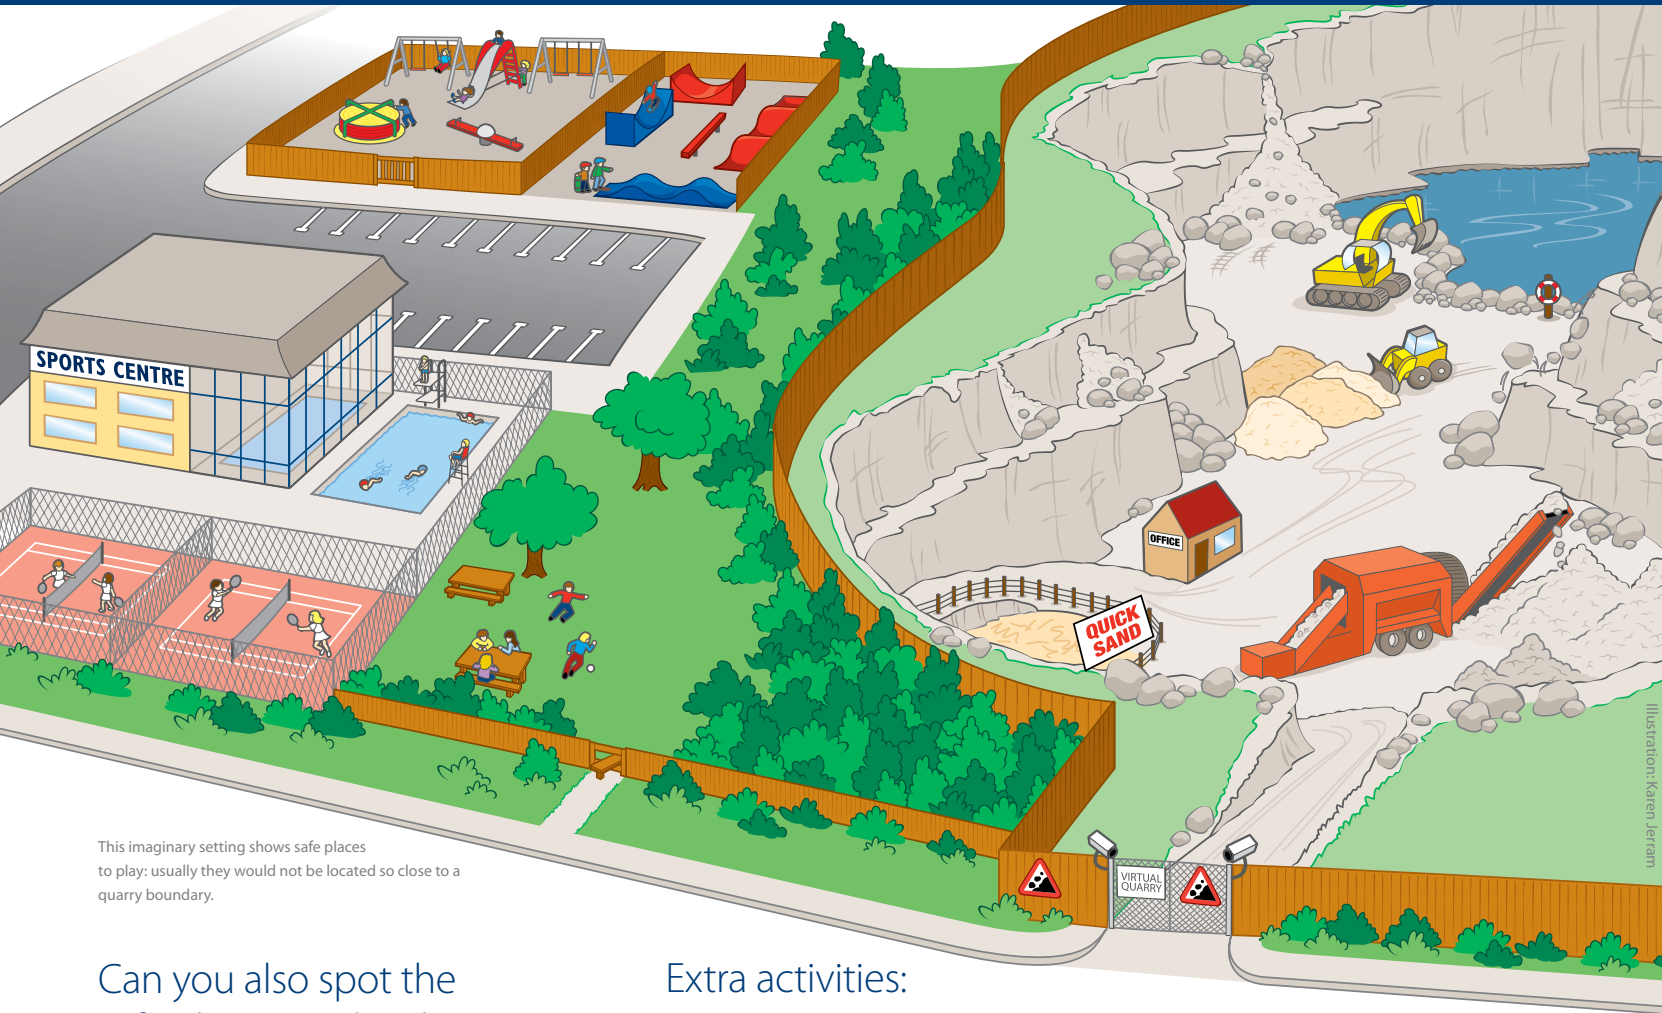 SPORTS CENTRE
OFFICE
QUICK
SAND
Illustration: Karen Jerram
This imaginary setting shows safe places
to play: usually they would not be located so close to a
quarry boundary.
VIRTUAL
QUARRY
Can you also spot the
Extra activities: